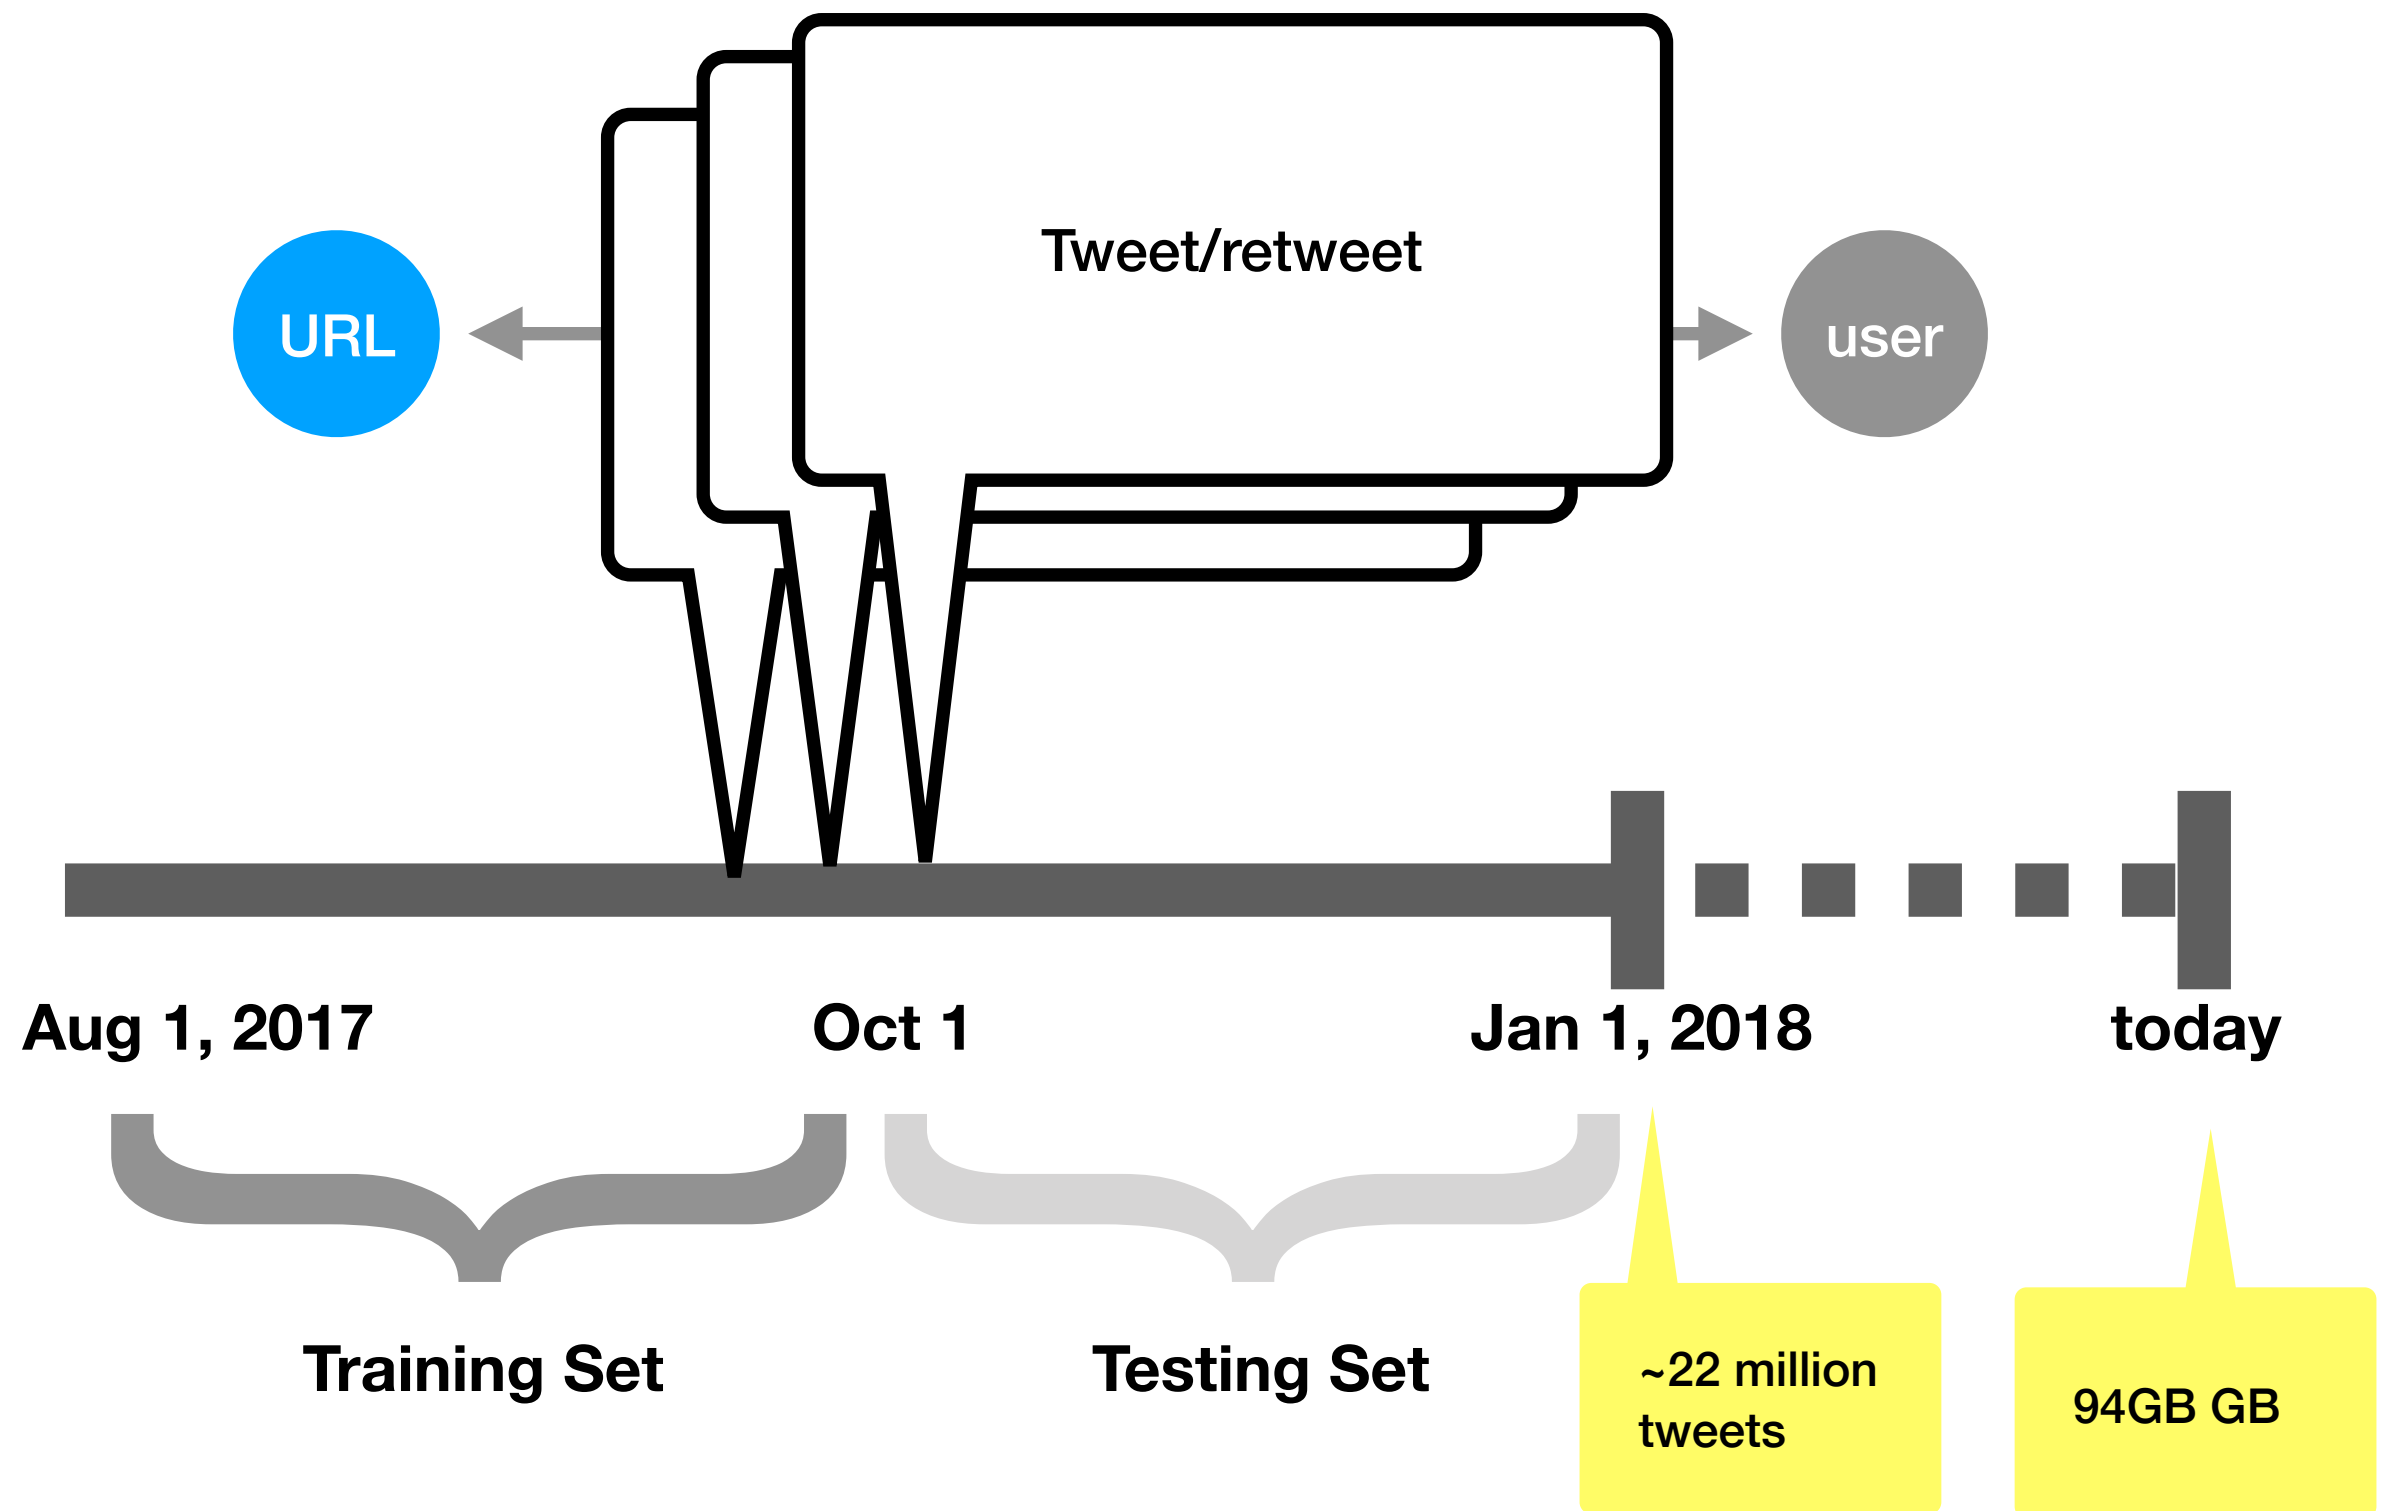 Tweet/retweet
URL
user
Aug 1, 2017
Oct 1
Jan 1, 2018
today
Training Set
Testing Set
~22 million
tweets
94GB GB